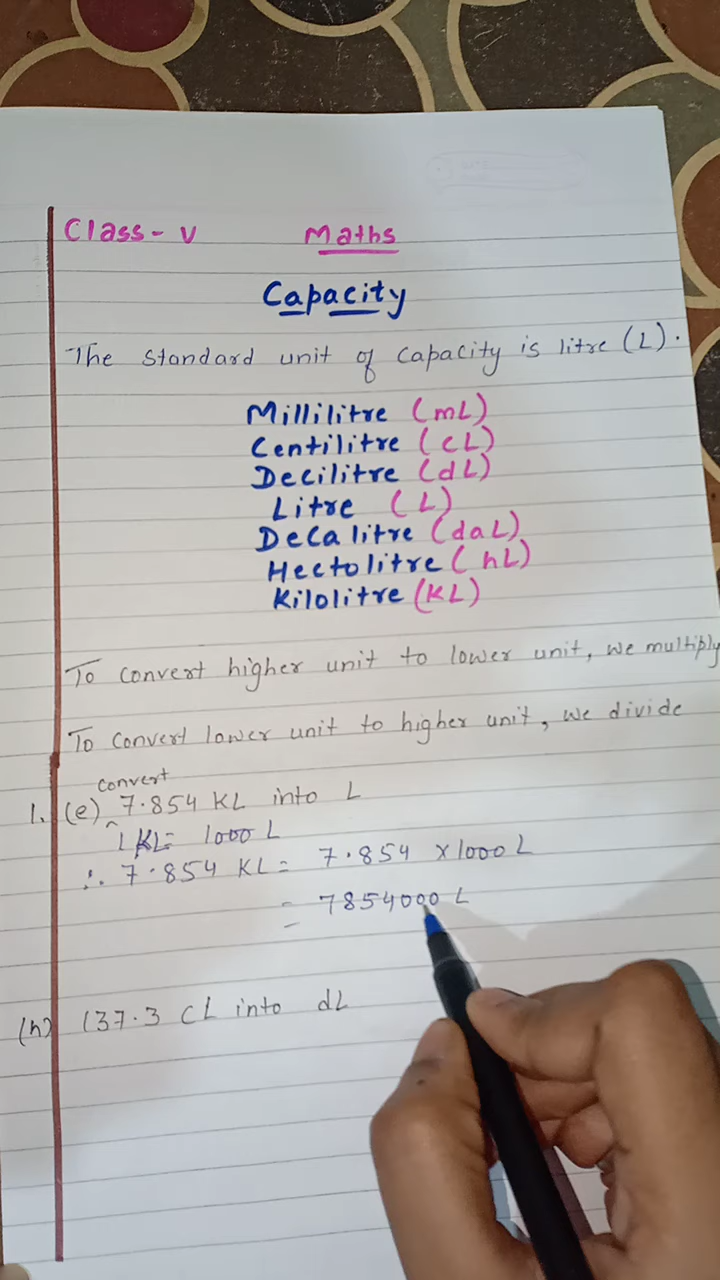 Class- V Maths
Capacity
The standard unit of capacity is litre (L).
Millilitre (mL)
Centilitre (cL)
Decilitre (dL)
Litre (L)
Decalitre (daL)
Hectolitre (hL)
Kilolitre (KL)
To convert higher unit to lower unit, we multiply
To convert lower unit to higher unit, we divide
convert
1. (e) ^ 7.854 KL into L
1 KL = 1000 L
∴ 7.854 KL = 7.854 x 1000 L
= 7854000 L
(h) 137.3 CL into dL